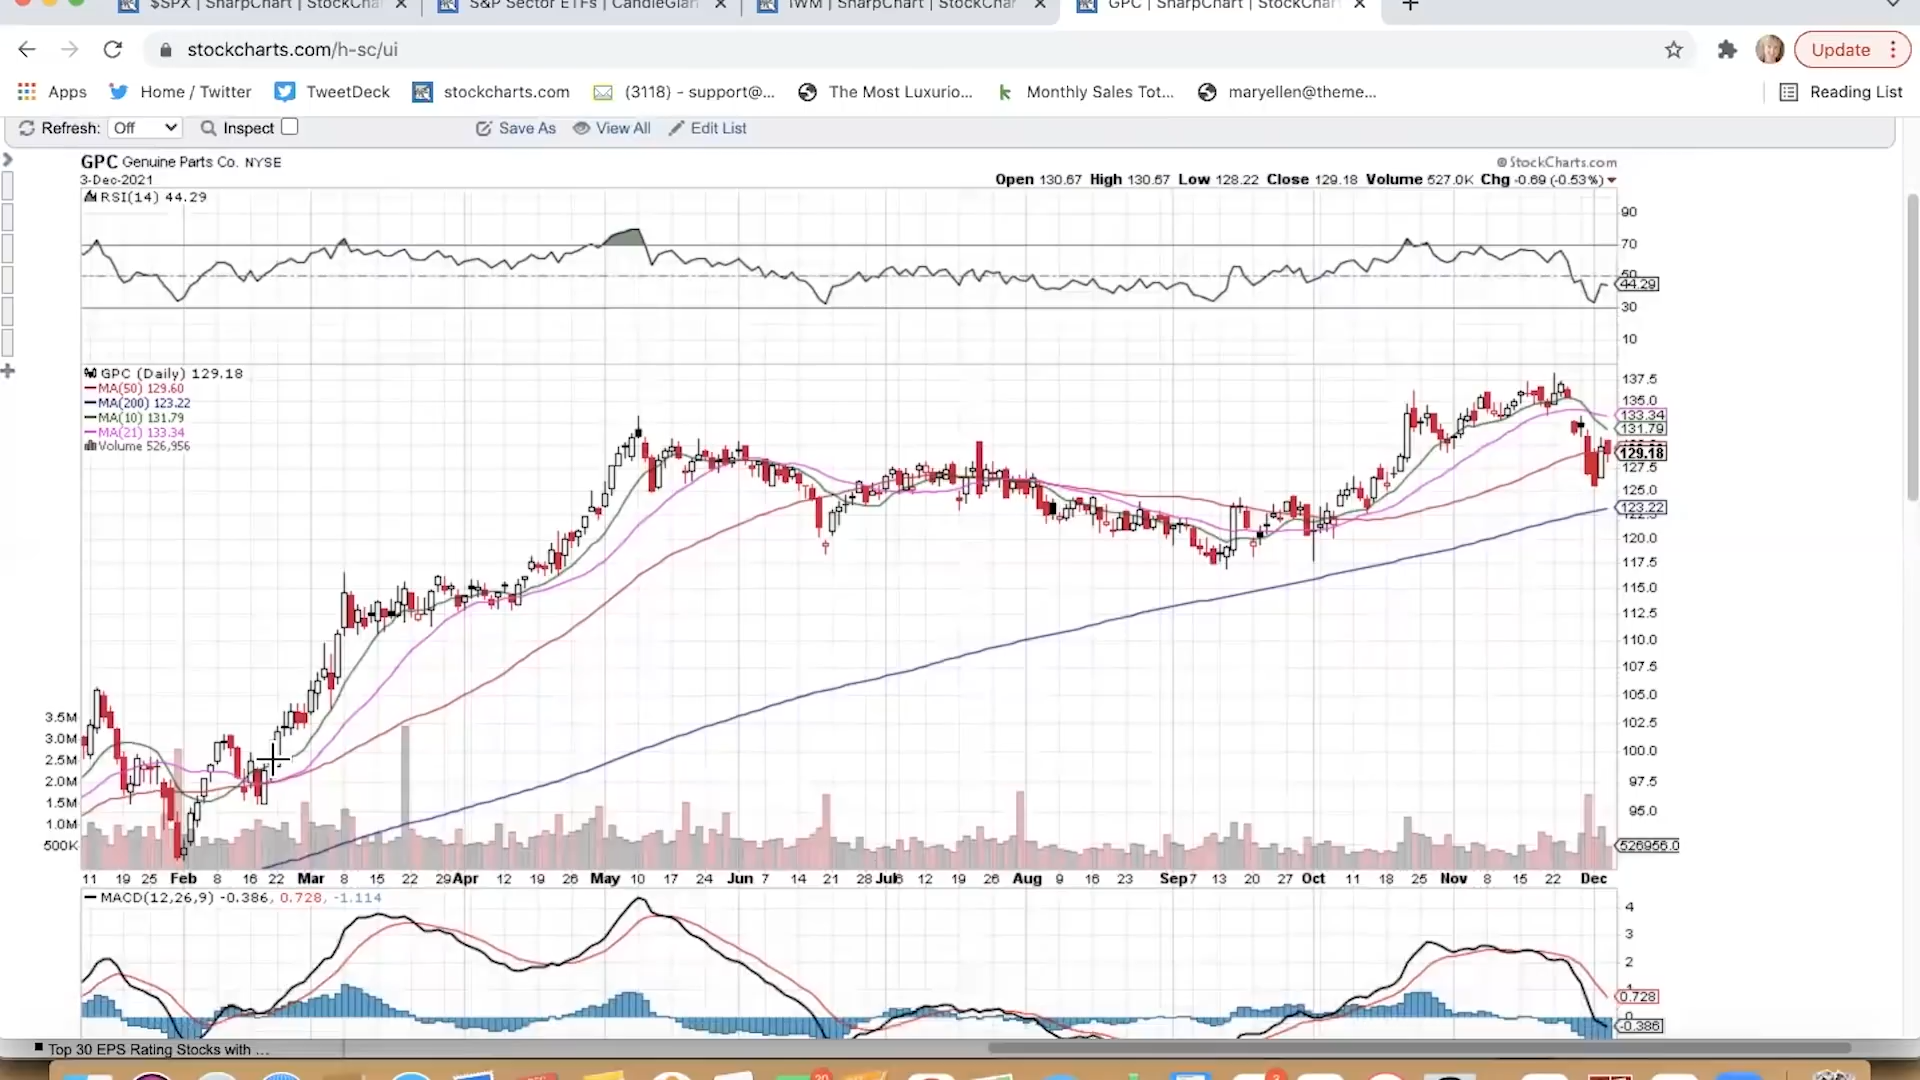 $SPX | SharpChart | StockChar
S&P Sector ETFs | CandleGlan
IWM | SharpChart | StockChar
GPC | SharpChart | StockChart
stockcharts.com/h-sc/ui
Update
Apps
Home / Twitter
TweetDeck
stockcharts.com
(3118) - support@...
The Most Luxurio...
Monthly Sales Tot...
maryellen@theme...
Reading List
Refresh: Off
Inspect
Save As
View All
Edit List
GPC Genuine Parts Co. NYSE
© StockCharts.com
3-Dec-2021
Open 130.67 High 130.67 Low 128.22 Close 129.18 Volume 527.0K Chg -0.69 (-0.53%)
RSI(14) 44.29
90
70
50
44.29
30
10
GPC (Daily) 129.18
MA(50) 129.60
MA(200) 123.22
MA(10) 131.79
MA(21) 133.34
Volume 526,956
137.5
135.0
133.34
131.79
129.18
127.5
125.0
123.22
122.5
120.0
117.5
115.0
112.5
110.0
107.5
105.0
102.5
100.0
97.5
95.0
3.5M
3.0M
2.5M
2.0M
1.5M
1.0M
500K
526956.0
11 19 25 Feb 8 16 22 Mar 8 15 22 29 Apr 12 19 26 May 10 17 24 Jun 7 14 21 28 Jul 6 12 19 26 Aug 9 16 23 Sep 7 13 20 27 Oct 11 18 25 Nov 8 15 22 Dec
MACD(12,26,9) -0.386, 0.728, -1.114
4
3
2
1
0.728
0
-0.386
Top 30 EPS Rating Stocks with ...